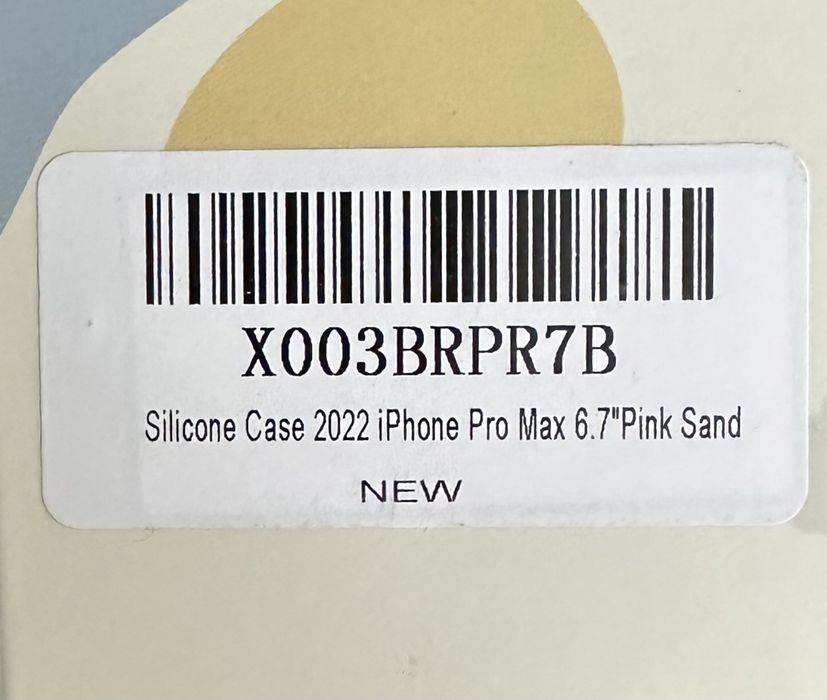 X003BRPR7B
Silicone Case 2022 iPhone Pro Max 6.7"Pink Sand
NEW